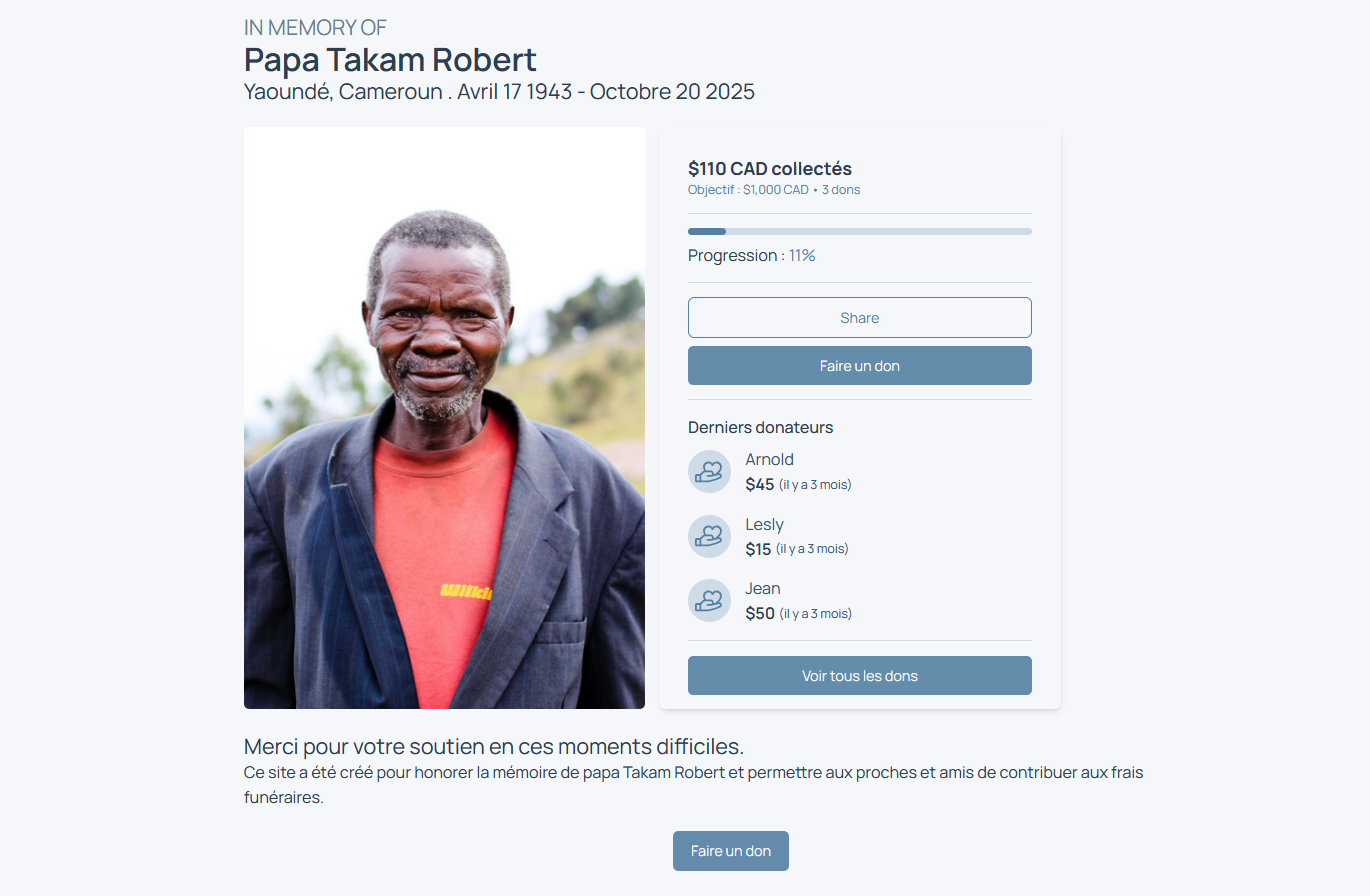 IN MEMORY OF
Papa Takam Robert
Yaoundé, Cameroun . Avril 17 1943 - Octobre 20 2025
$110 CAD collectés
Objectif : $1,000 CAD • 3 dons
Progression : 11%
Share
Faire un don
Derniers donateurs
Arnold
$45 (il y a 3 mois)
Lesly
$15 (il y a 3 mois)
Jean
$50 (il y a 3 mois)
Voir tous les dons
Merci pour votre soutien en ces moments difficiles.
Ce site a été créé pour honorer la mémoire de papa Takam Robert et permettre aux proches et amis de contribuer aux frais
funéraires.
Faire un don